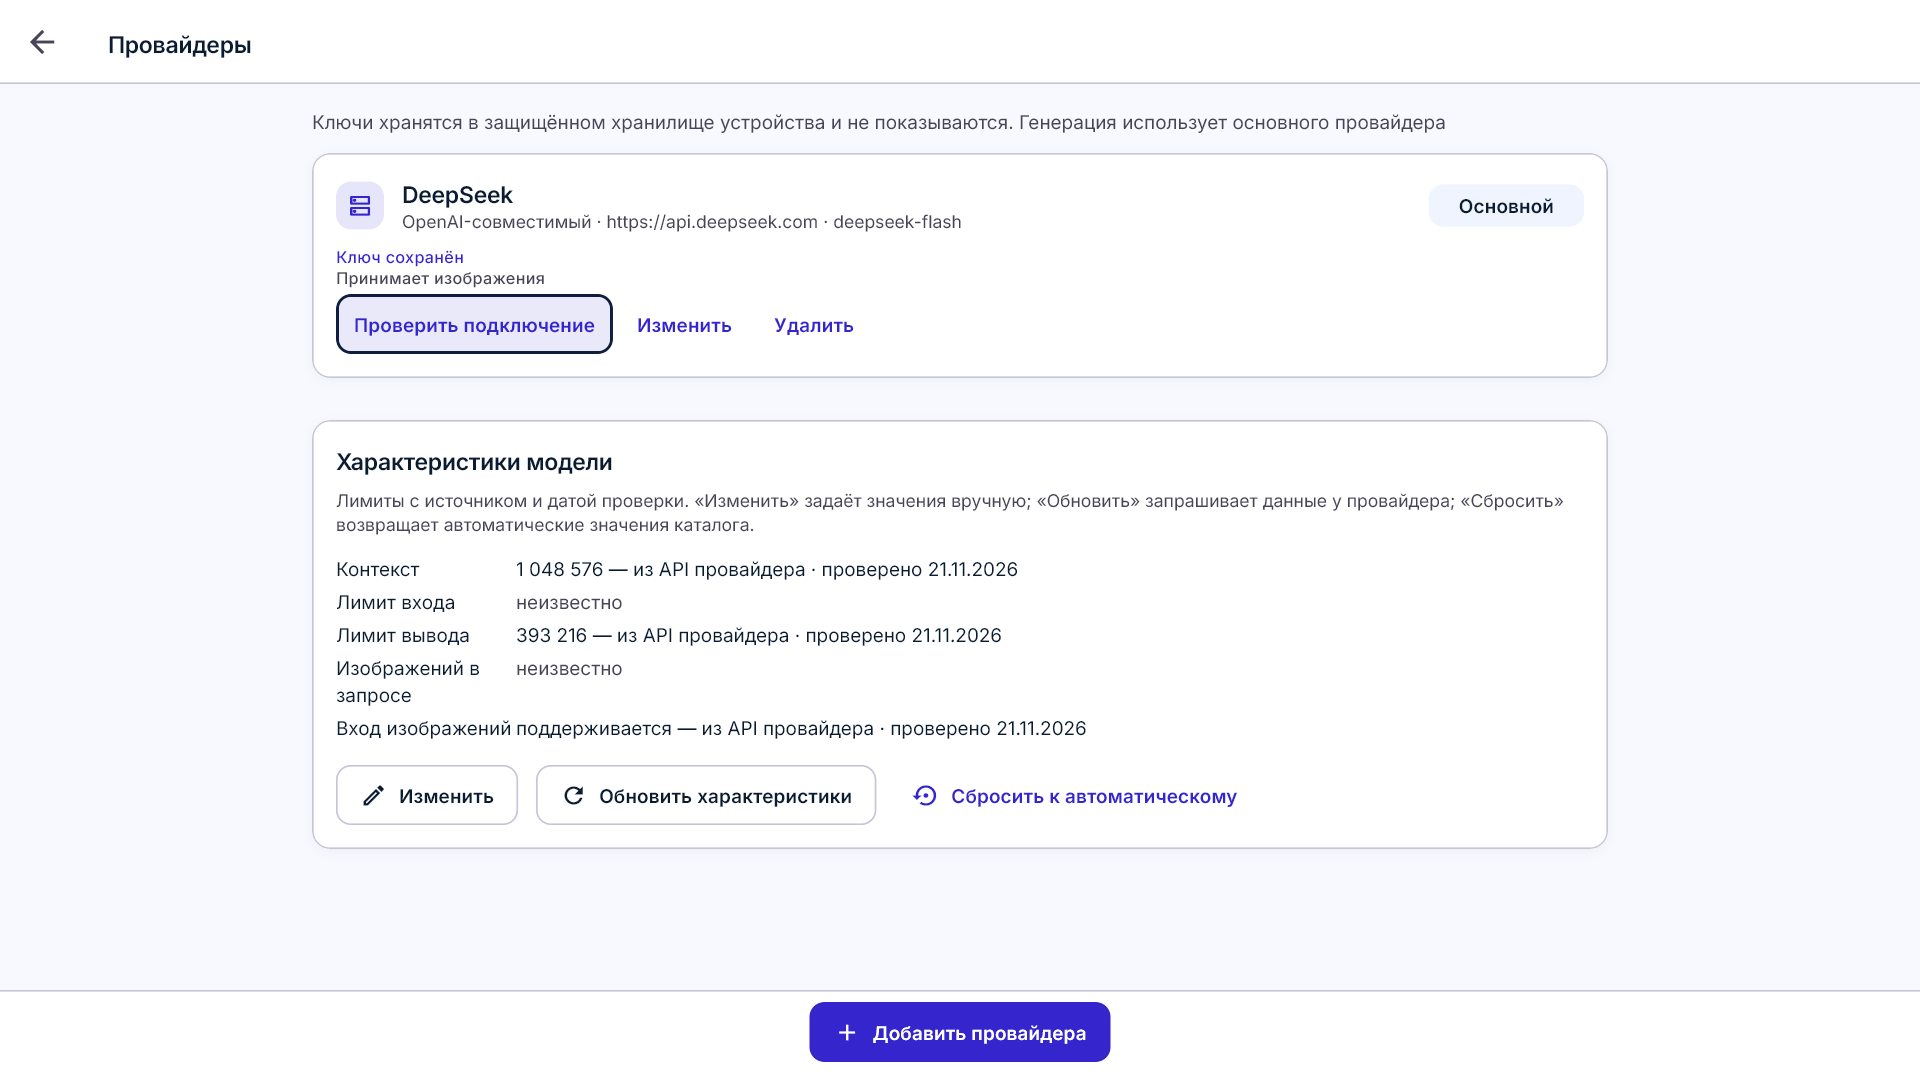 Провайдеры
Ключи хранятся в защищённом хранилище устройства и не показываются. Генерация использует основного провайдера
DeepSeek
OpenAI-совместимый · https://api.deepseek.com · deepseek-flash
Основной
Ключ сохранён
Принимает изображения
Проверить подключение
Изменить
Удалить
Характеристики модели
Лимиты с источником и датой проверки. «Изменить» задаёт значения вручную; «Обновить» запрашивает данные у провайдера; «Сбросить»
возвращает автоматические значения каталога.
Контекст 1 048 576 — из API провайдера · проверено 21.11.2026
Лимит входа неизвестно
Лимит вывода 393 216 — из API провайдера · проверено 21.11.2026
Изображений в неизвестно
запросе
Вход изображений поддерживается — из API провайдера · проверено 21.11.2026
Изменить
Обновить характеристики
Сбросить к автоматическому
Добавить провайдера